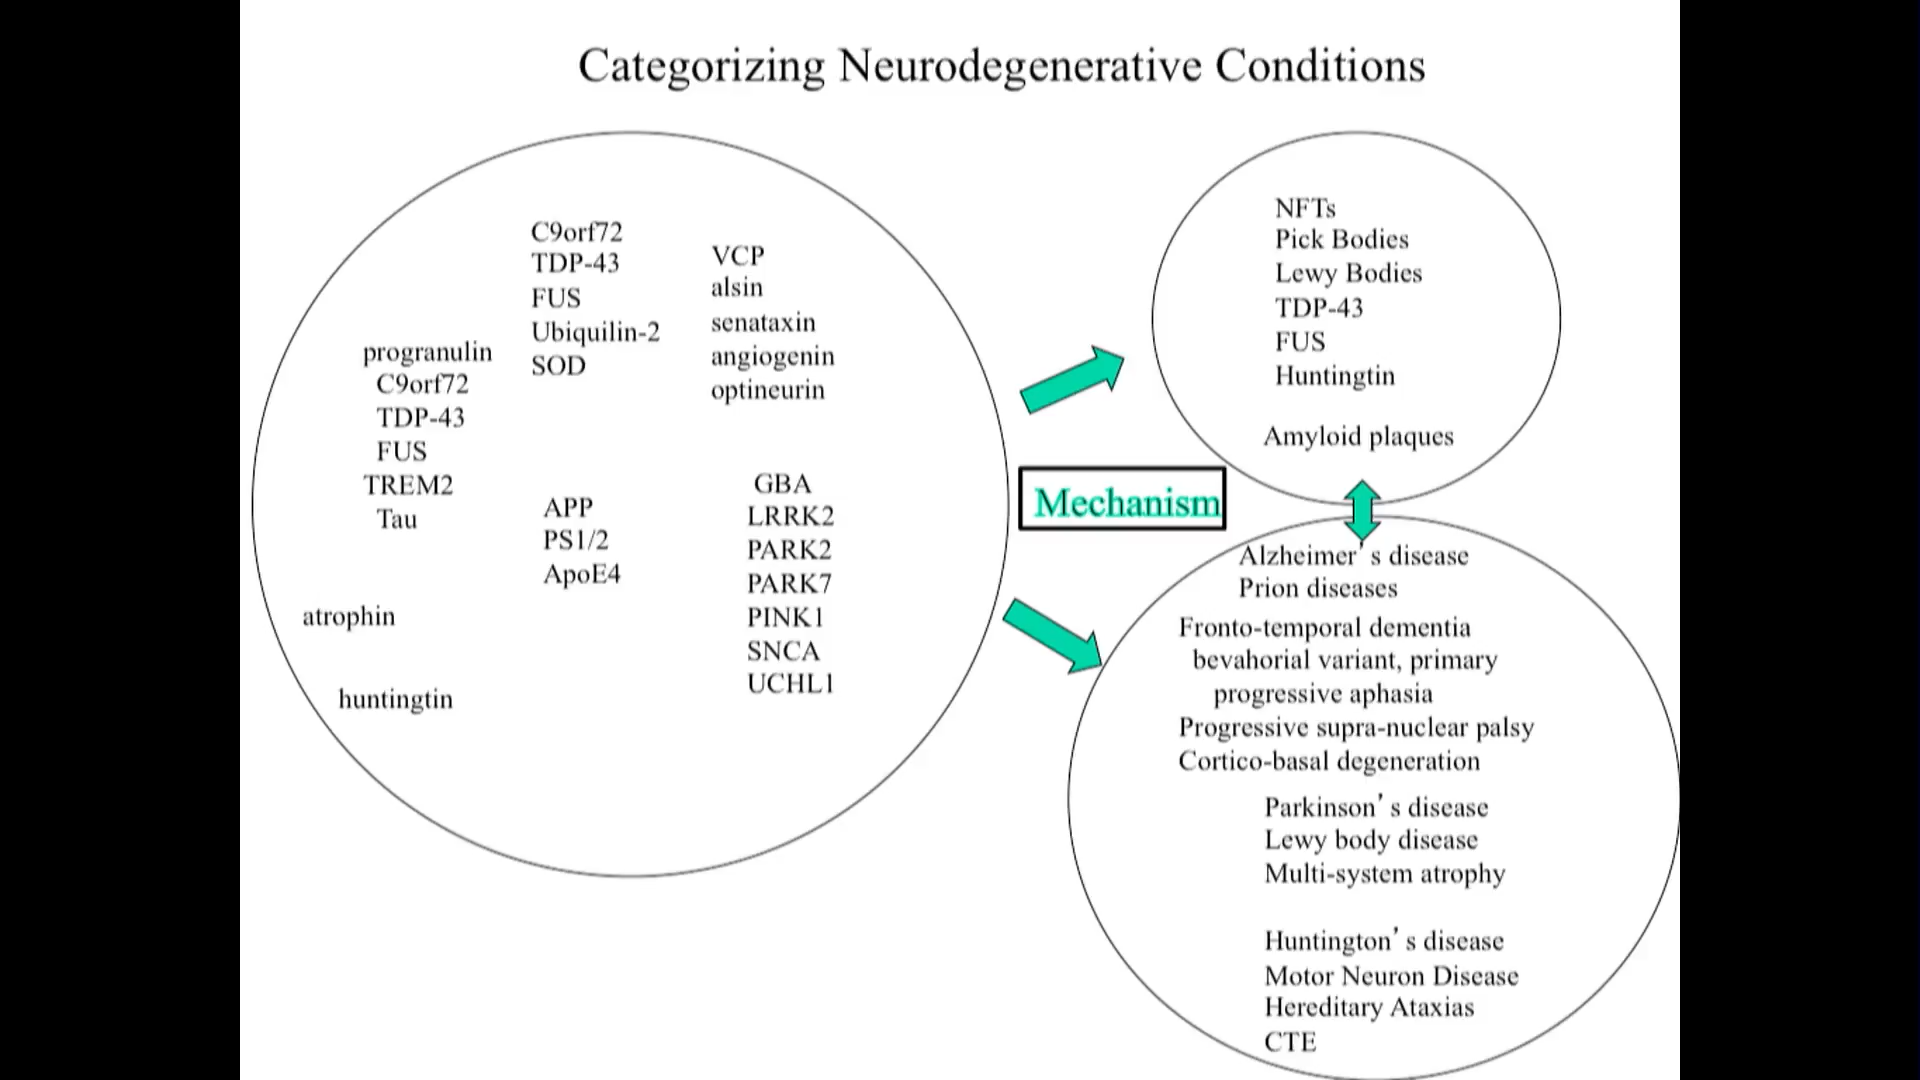 Categorizing Neurodegenerative Conditions
C9orf72
TDP-43
FUS
Ubiquilin-2
SOD
VCP
alsin
senataxin
angiogenin
optineurin
progranulin
C9orf72
TDP-43
FUS
TREM2
Tau
APP
PS1/2
ApoE4
GBA
LRRK2
PARK2
PARK7
PINK1
SNCA
UCHL1
atrophin
huntingtin
Mechanism
NFTs
Pick Bodies
Lewy Bodies
TDP-43
FUS
Huntingtin
Amyloid plaques
Alzheimer's disease
Prion diseases
Fronto-temporal dementia
bevahorial variant, primary
progressive aphasia
Progressive supra-nuclear palsy
Cortico-basal degeneration
Parkinson's disease
Lewy body disease
Multi-system atrophy
Huntington's disease
Motor Neuron Disease
Hereditary Ataxias
CTE